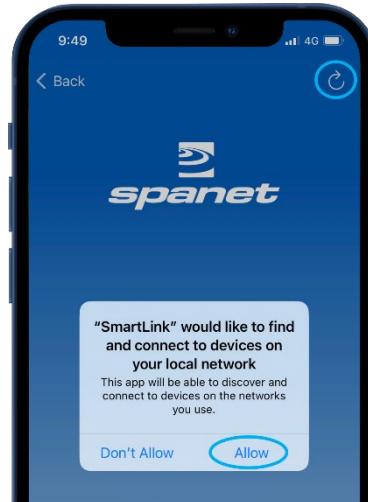 9:49
4G
Back
spanet
"SmartLink" would like to find
and connect to devices on
your local network
This app will be able to discover and
connect to devices on the networks
you use.
Don't Allow
Allow